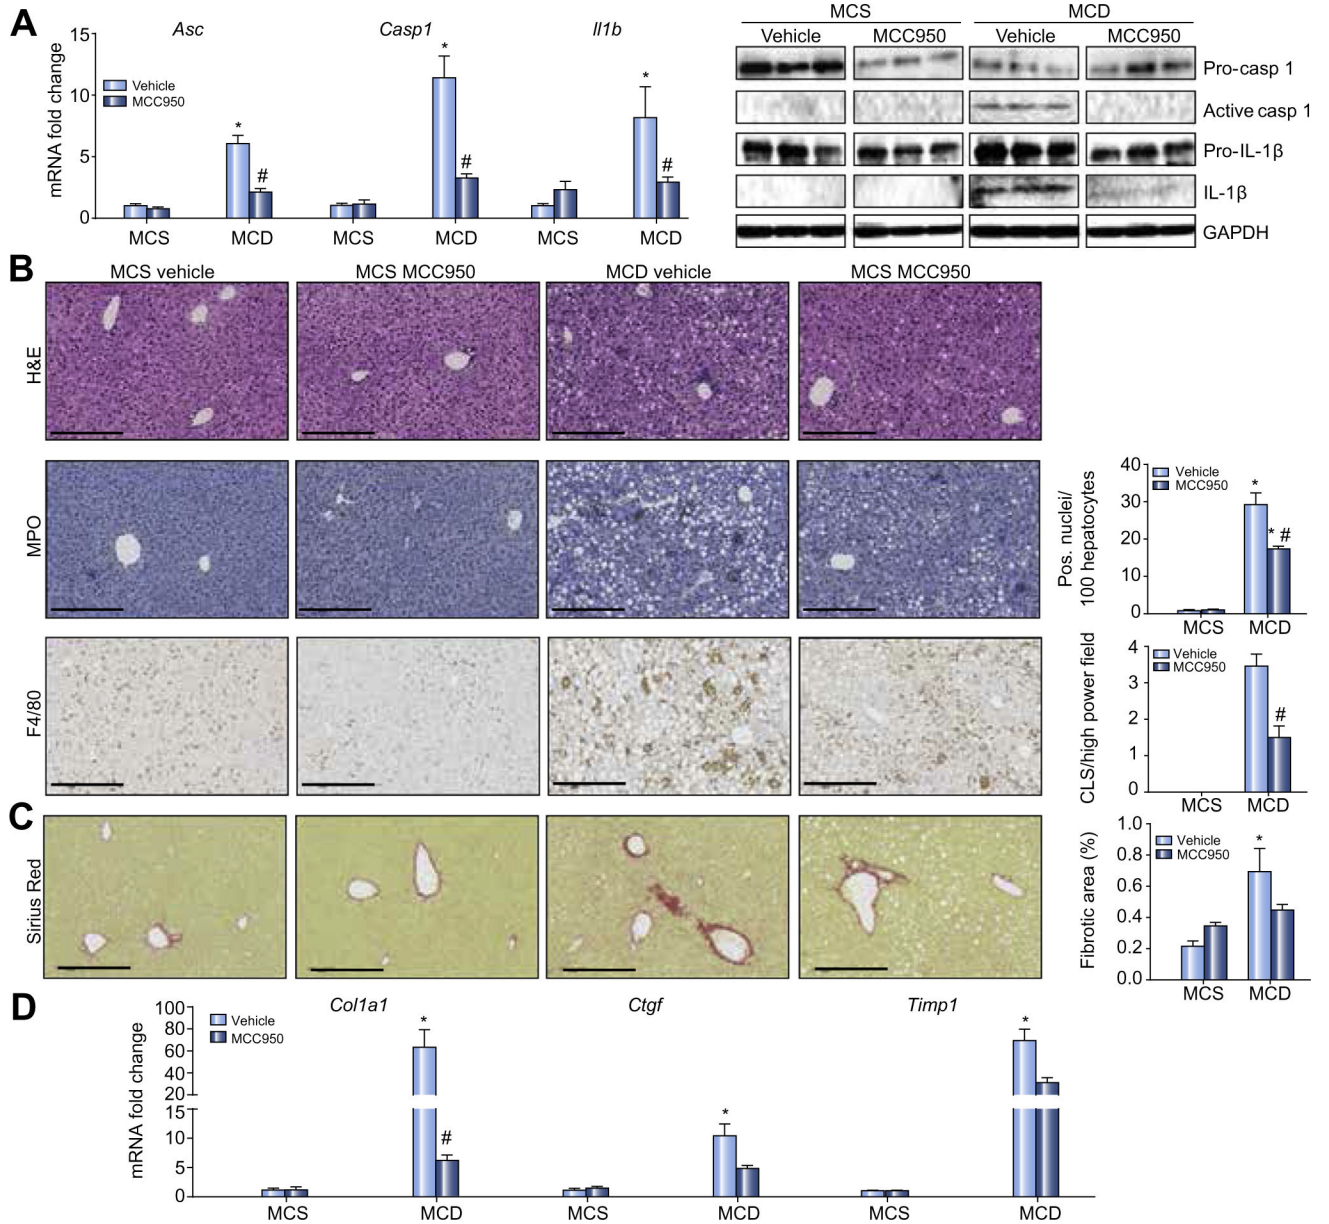 A
Asc
Casp1
Il1b
mRNA fold change
15
10
5
0
Vehicle
MCC950
*
#
*
#
*
#
MCS
MCD
MCS
MCD
MCS
MCD
MCS
MCD
Vehicle
MCC950
Vehicle
MCC950
Pro-casp 1
Active casp 1
Pro-IL-1β
IL-1β
GAPDH
B
MCS vehicle
MCS MCC950
MCD vehicle
MCS MCC950
H&E
MPO
Pos. nuclei/
100 hepatocytes
40
30
20
10
0
Vehicle
MCC950
*
* #
MCS
MCD
F4/80
CLS/high power field
4
3
2
1
0
Vehicle
MCC950
#
MCS
MCD
C
Sirius Red
Fibrotic area (%)
1.0
0.8
0.6
0.4
0.2
0.0
Vehicle
MCC950
*
MCS
MCD
D
Col1a1
Ctgf
Timp1
mRNA fold change
mRNA fold change
100
80
60
40
20
15
10
5
0
Vehicle
MCC950
*
#
*
*
MCS
MCD
MCS
MCD
MCS
MCD